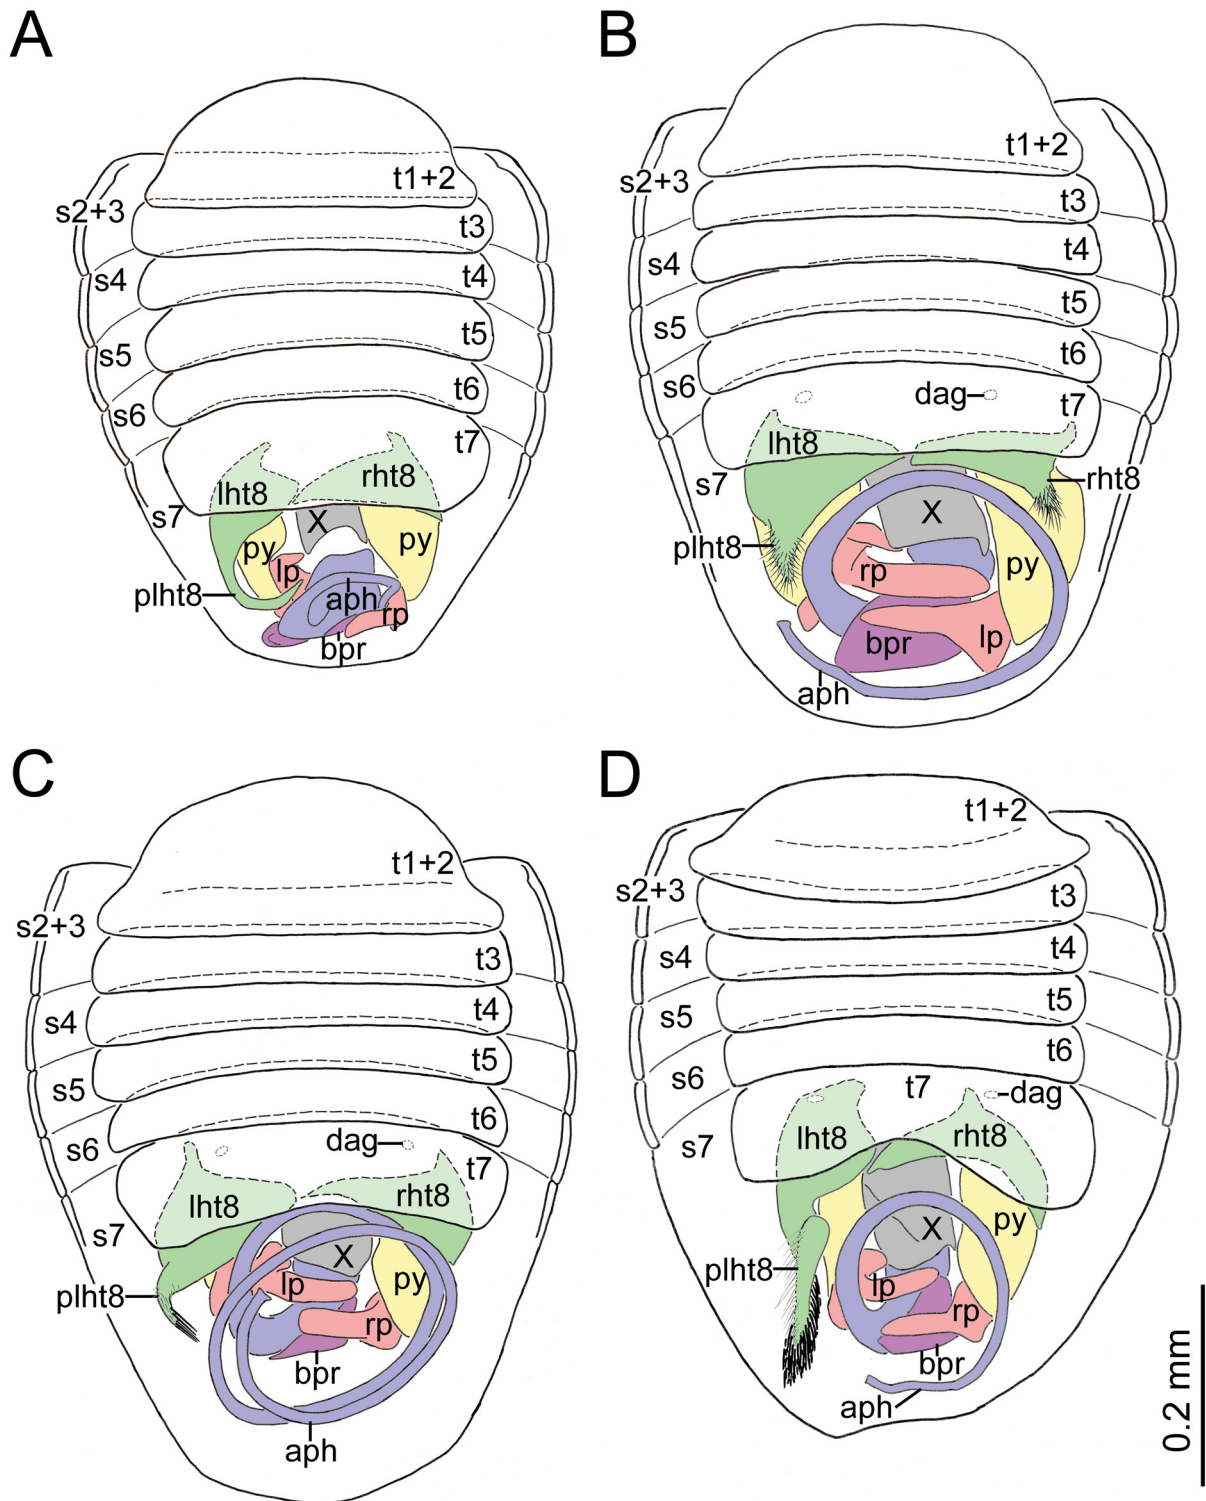 A
t1+2
s2+3
t3
s4
t4
s5
t5
s6
t6
t7
lht8
rht8
s7
X
py
py
lp
plht8
aph
rp
bpr
B
t1+2
s2+3
t3
s4
t4
s5
t5
s6
t6
dag
t7
lht8
s7
rht8
X
plht8
rp
py
bpr
lp
aph
C
t1+2
s2+3
t3
s4
t4
s5
t5
s6
t6
dag
t7
lht8
rht8
s7
X
plht8
lp
py
rp
bpr
aph
D
t1+2
s2+3
t3
s4
t4
s5
t5
s6
t6
t7
dag
lht8
rht8
s7
py
X
plht8
lp
rp
bpr
aph
0.2 mm